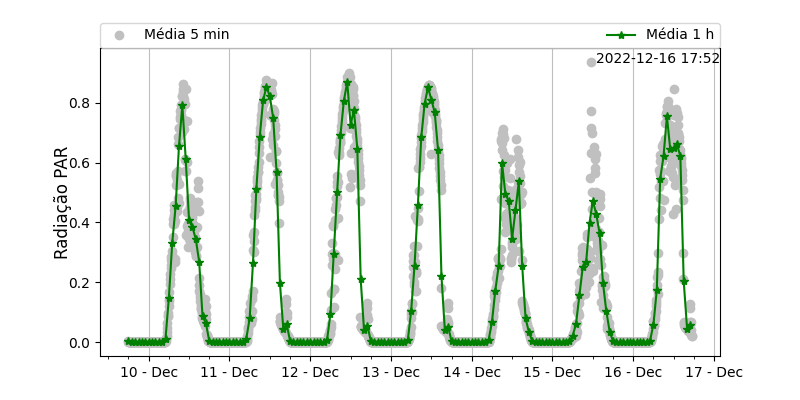 Média 5 min
Média 1 h
2022-12-16 17:52
Radiação PAR
0.8
0.6
0.4
0.2
0.0
10 - Dec
11 - Dec
12 - Dec
13 - Dec
14 - Dec
15 - Dec
16 - Dec
17 - Dec